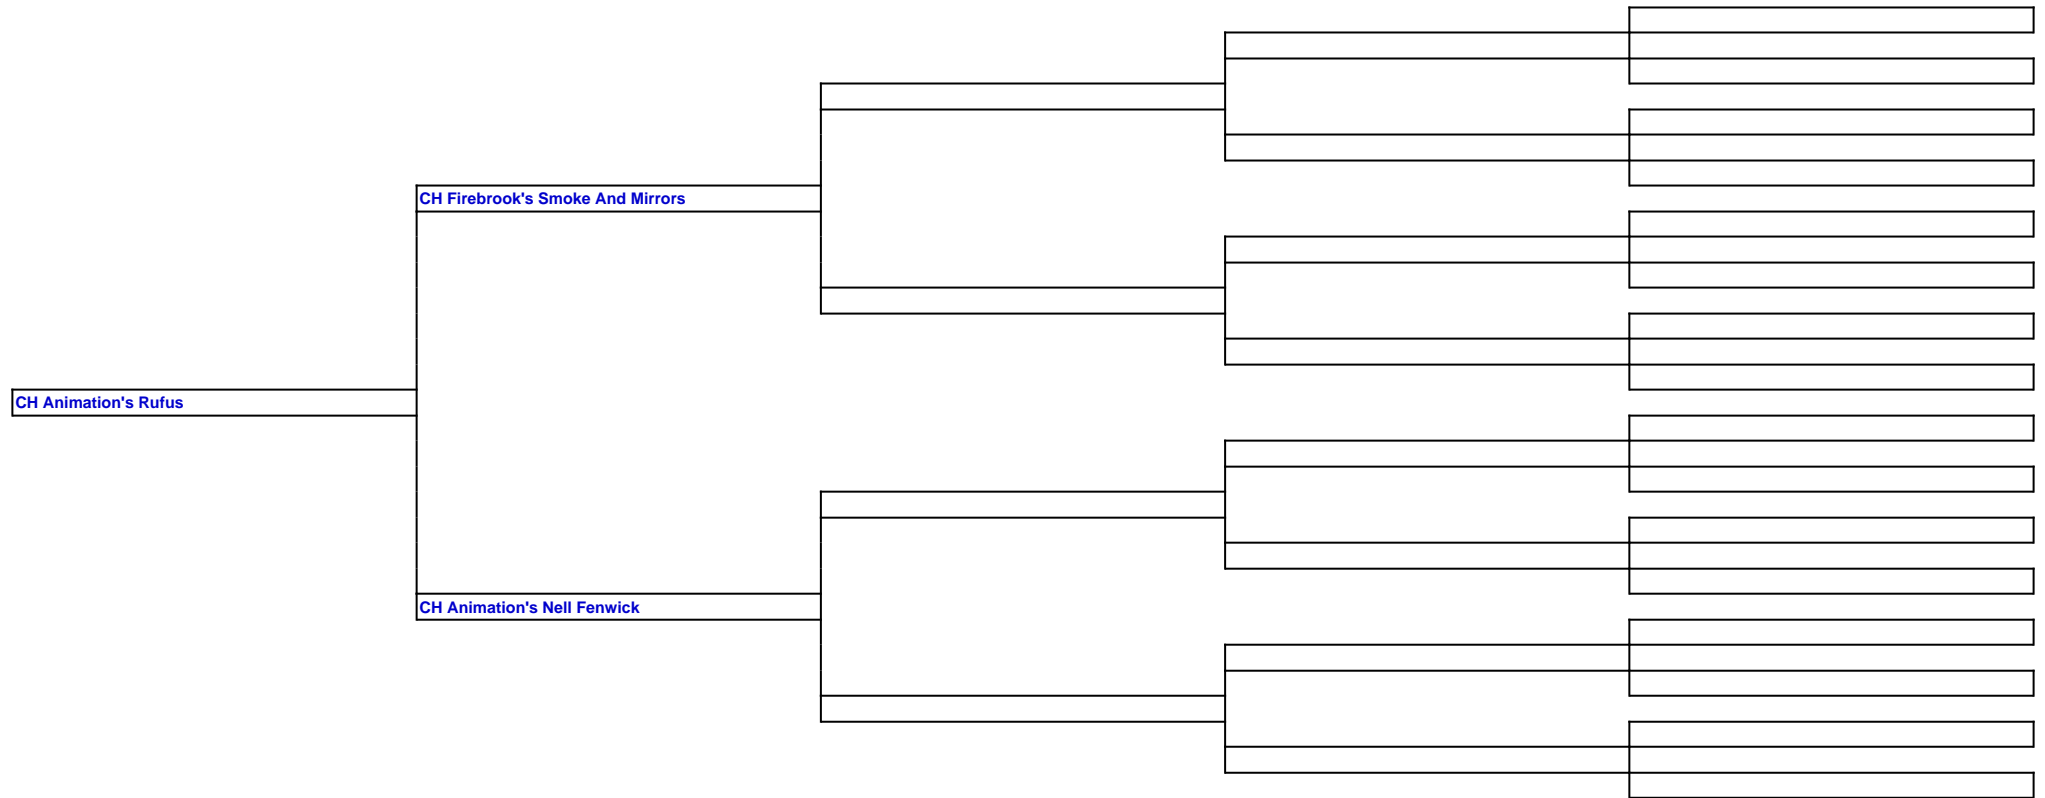 CH Firebrook's Smoke And Mirrors
CH Animation's Rufus
CH Animation's Nell Fenwick